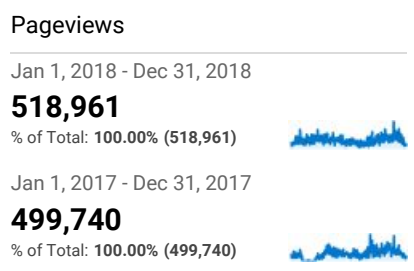 Pageviews
Jan 1, 2018 - Dec 31, 2018
518,961
% of Total: 100.00% (518,961)
Jan 1, 2017 - Dec 31, 2017
499,740
% of Total: 100.00% (499,740)